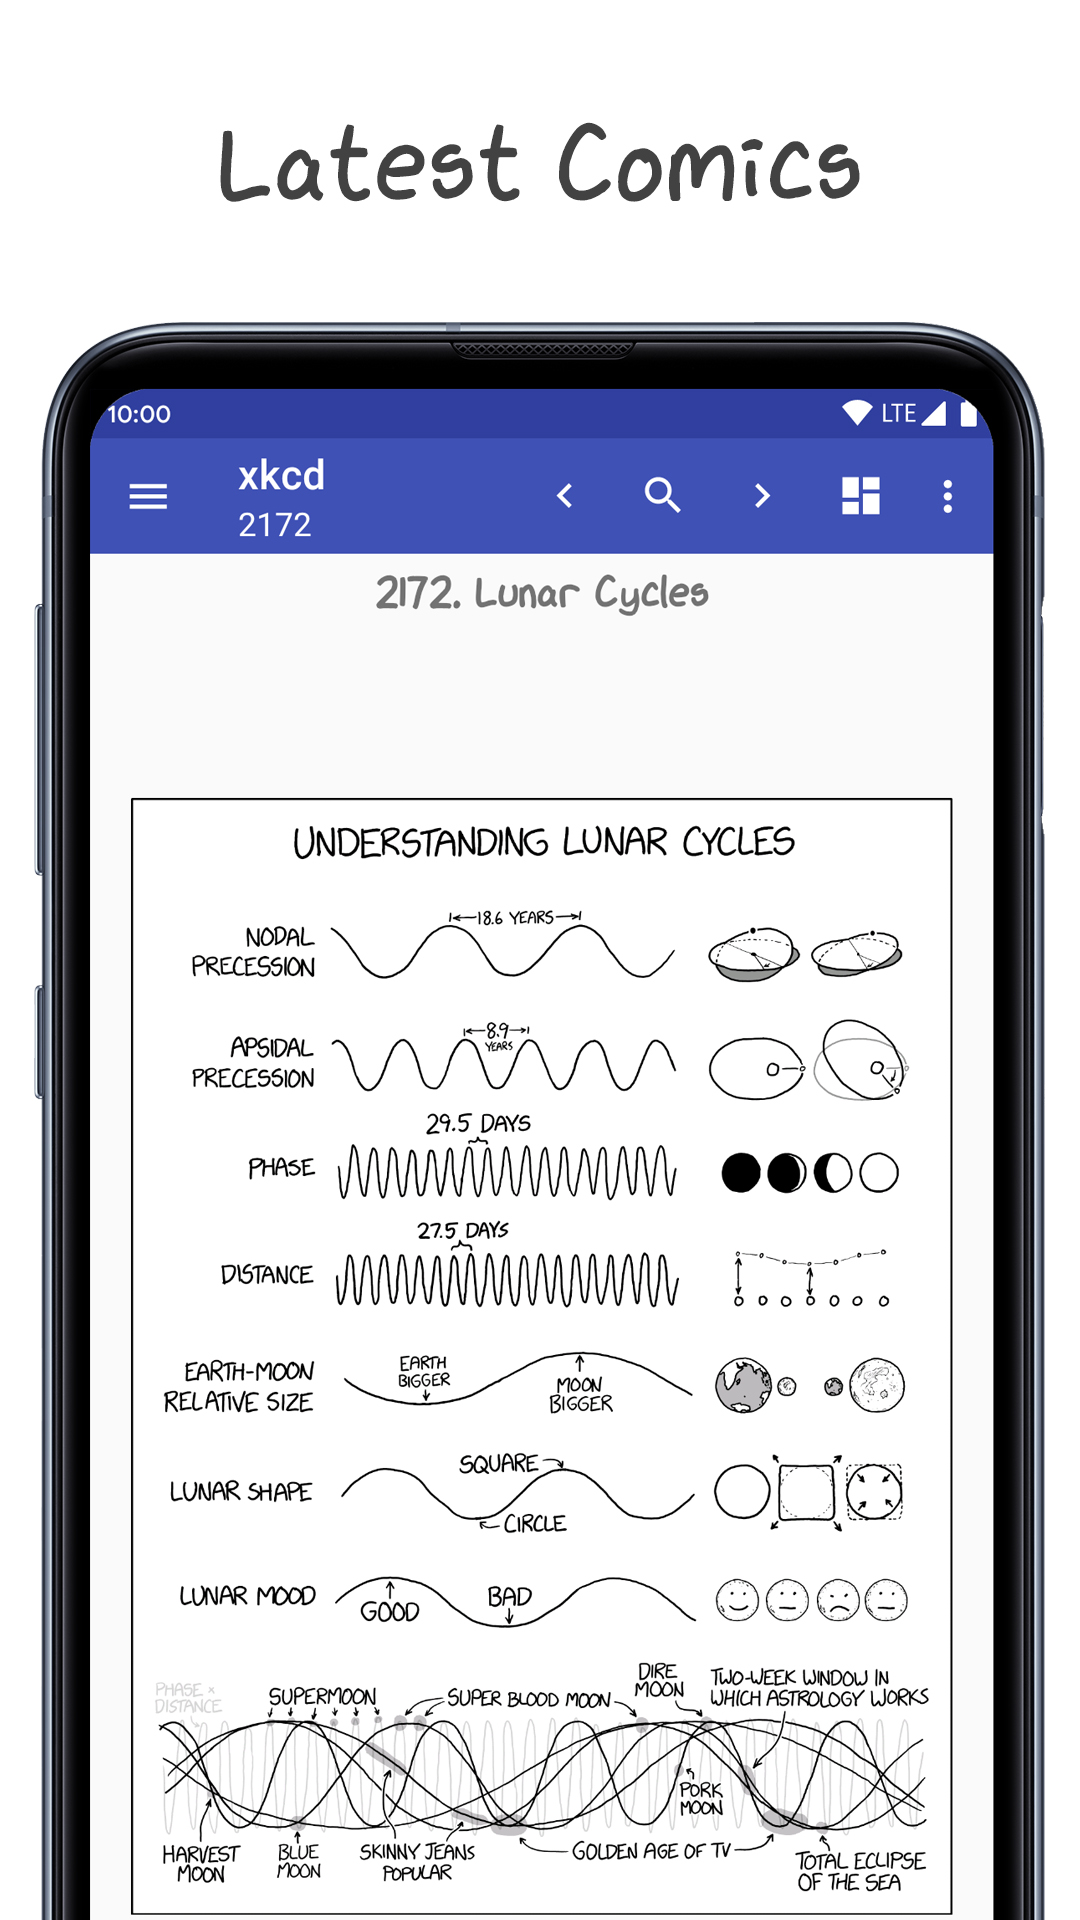 Latest Comics
10:00
LTE
xkcd
2172
2172. Lunar Cycles
UNDERSTANDING LUNAR CYCLES
NODAL
PRECESSION
18.6 YEARS
APSIDAL
PRECESSION
8.9
YEARS
PHASE
29.5 DAYS
DISTANCE
27.5 DAYS
EARTH-MOON
RELATIVE SIZE
EARTH
BIGGER
MOON
BIGGER
LUNAR SHAPE
SQUARE
CIRCLE
LUNAR MOOD
GOOD
BAD
PHASE ×
DISTANCE
SUPERMOON
SUPER BLOOD MOON
DIRE
MOON
TWO-WEEK WINDOW IN
WHICH ASTROLOGY WORKS
PORK
MOON
HARVEST
MOON
BLUE
MOON
SKINNY JEANS
POPULAR
GOLDEN AGE OF TV
TOTAL ECLIPSE
OF THE SEA